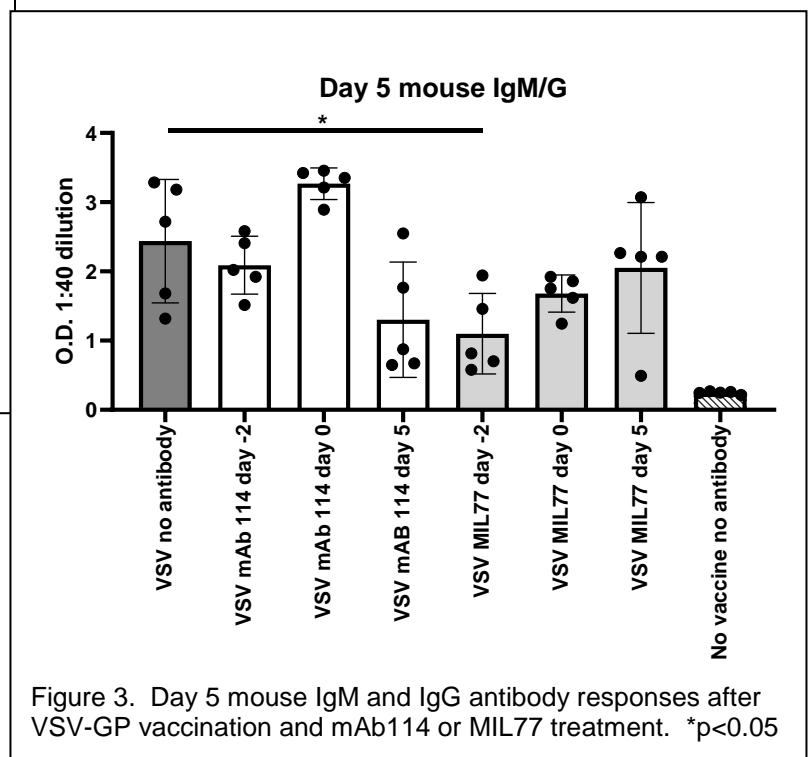 Day 5 mouse IgM/G
*
O.D. 1:40 dilution
4
3
2
1
0
VSV no antibody
VSV mAb 114 day -2
VSV mAb 114 day 0
VSV mAB 114 day 5
VSV MIL77 day -2
VSV MIL77 day 0
VSV MIL77 day 5
No vaccine no antibody
Figure 3. Day 5 mouse IgM and IgG antibody responses after
VSV-GP vaccination and mAb114 or MIL77 treatment. *p<0.05